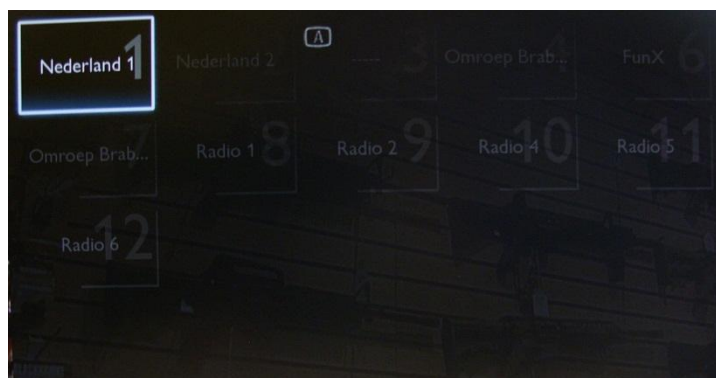 Nederland 1 1
Nederland 2
A
----- 3
Omroep Brab... 4
FunX 6
Omroep Brab... 7
Radio 1 8
Radio 2 9
Radio 4 10
Radio 5 11
Radio 6 12